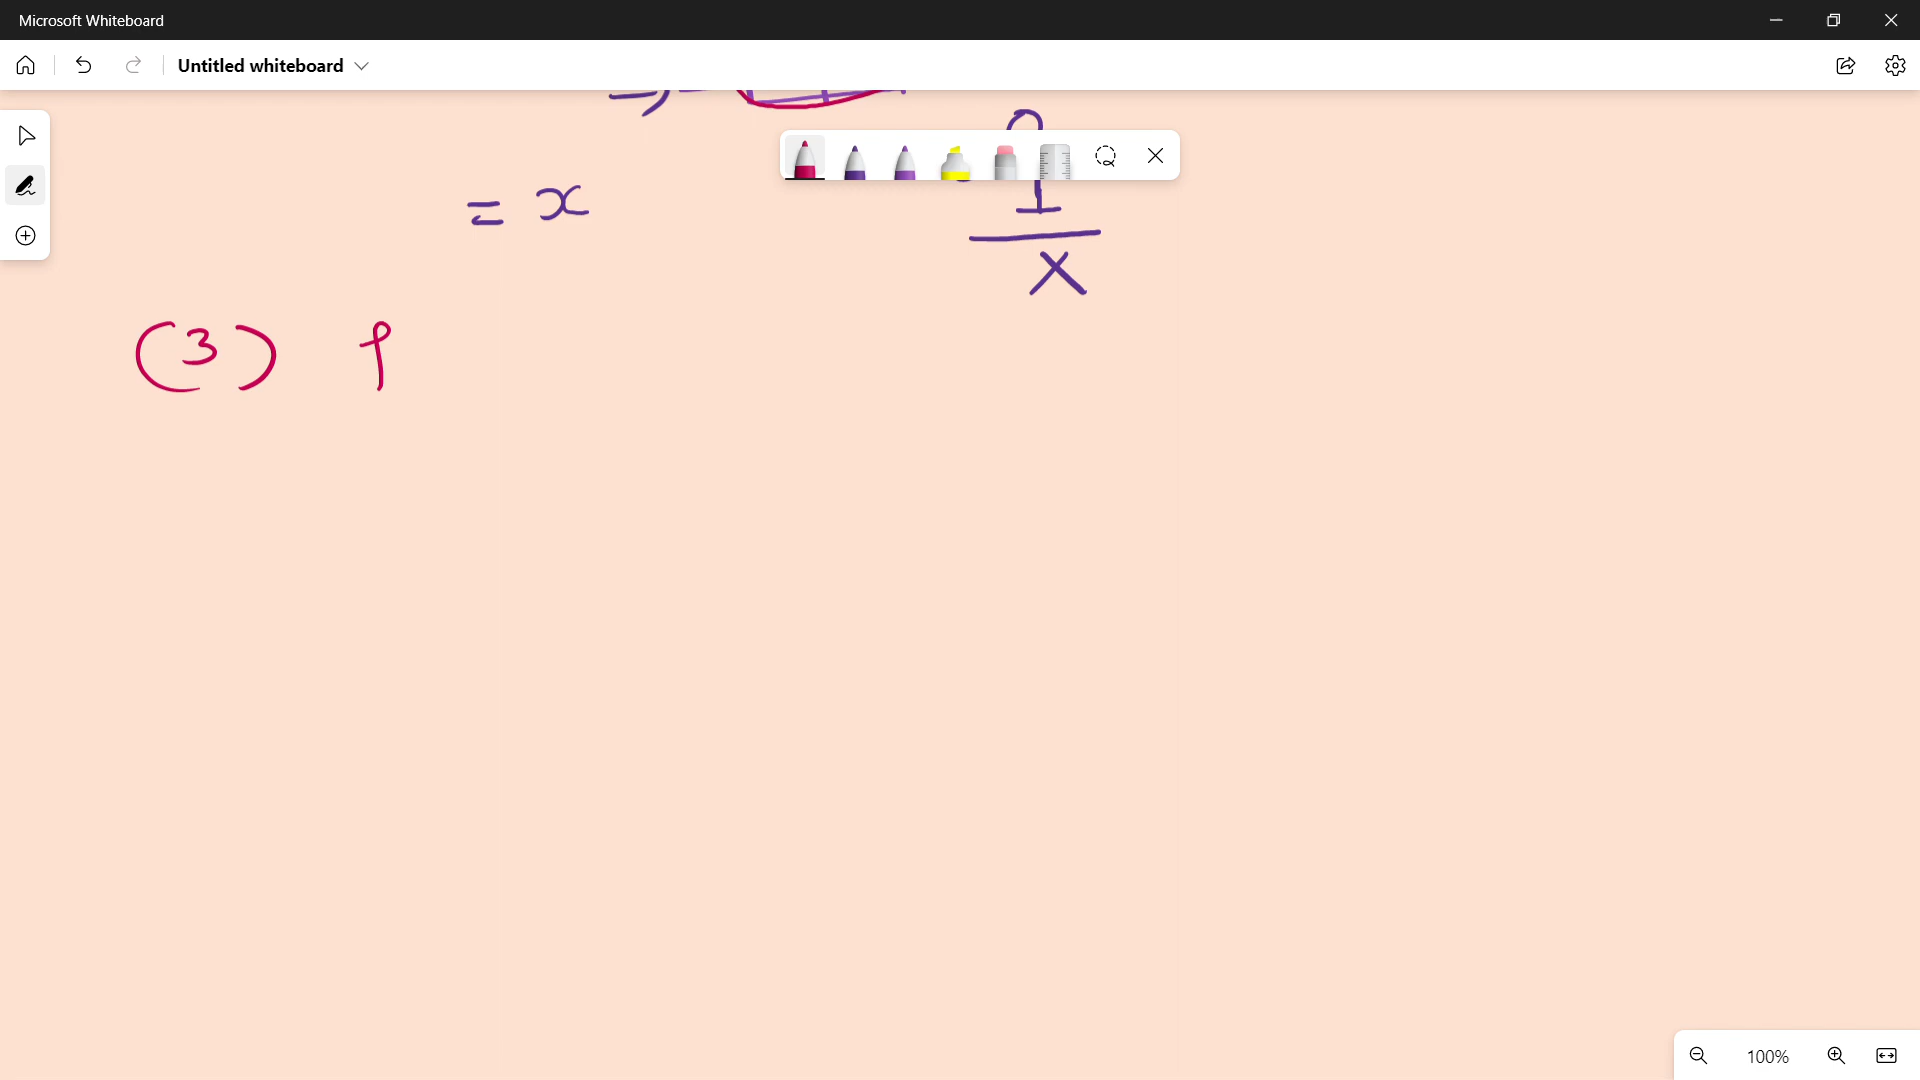 Microsoft Whiteboard
Untitled whiteboard
= x
1
x
(3) f
100%